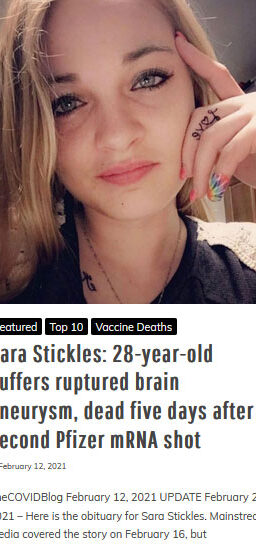 eatured Top 10 Vaccine Deaths
ara Stickles: 28-year-old
uffers ruptured brain
neurysm, dead five days after
econd Pfizer mRNA shot
February 12, 2021
eCOVIDBlog February 12, 2021 UPDATE February 2
021 – Here is the obituary for Sara Stickles. Mainstrea
edia covered the story on February 16, but